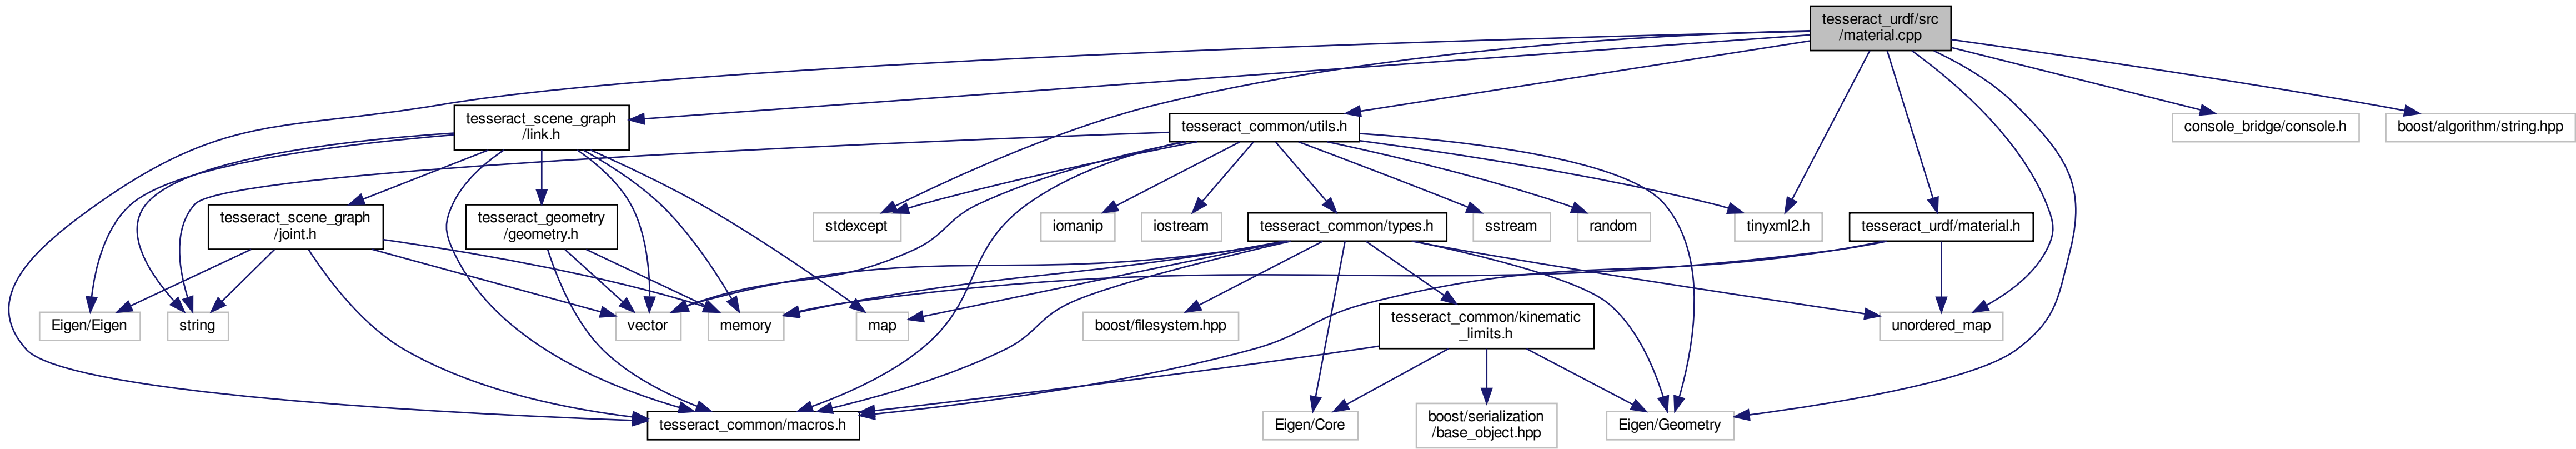 tesseract_urdf/src
/material.cpp
tesseract_scene_graph
/link.h
tesseract_common/utils.h
console_bridge/console.h
boost/algorithm/string.hpp
tesseract_scene_graph
/joint.h
tesseract_geometry
/geometry.h
stdexcept
iomanip
iostream
tesseract_common/types.h
sstream
random
tinyxml2.h
tesseract_urdf/material.h
Eigen/Eigen
string
vector
memory
map
boost/filesystem.hpp
tesseract_common/kinematic
_limits.h
unordered_map
tesseract_common/macros.h
Eigen/Core
boost/serialization
/base_object.hpp
Eigen/Geometry